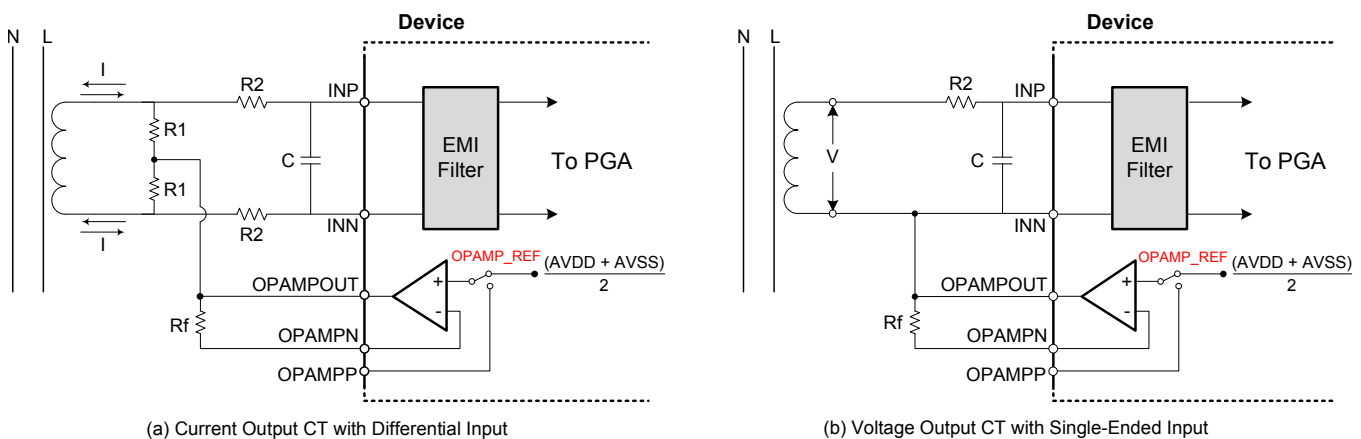 Device
N L
I
R2
INP
R1
EMI
Filter
C
To PGA
R1
I
R2
INN
OPAMP_REF
(AVDD + AVSS)
2
OPAMPOUT
+
-
Rf
OPAMPN
OPAMPP
(a) Current Output CT with Differential Input
Device
N L
R2
INP
V
C
EMI
Filter
To PGA
INN
OPAMP_REF
(AVDD + AVSS)
2
OPAMPOUT
+
-
Rf
OPAMPN
OPAMPP
(b) Voltage Output CT with Single-Ended Input